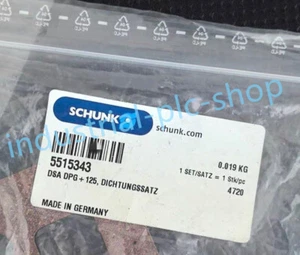 SCHUNK
schunk.com
0.019 KG
5515343
1 SET/SATZ = 1 Stk/pc
DSA DPG + 125, DICHTUNGSSATZ
4720
MADE IN GERMANY
industrial-plc-shop